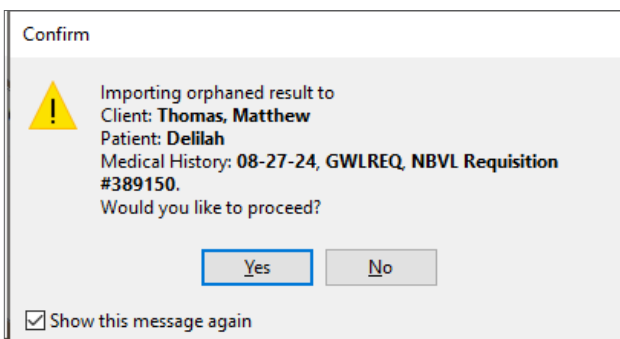 Confirm
Importing orphaned result to
Client: Thomas, Matthew
Patient: Delilah
Medical History: 08-27-24, GWLREQ, NBVL Requisition
#389150.
Would you like to proceed?
Yes No
Show this message again